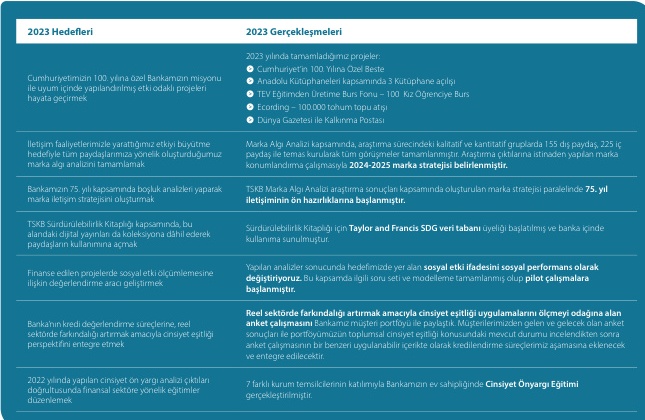 2023 Hedefleri
2023 Gerçekleşmeleri
Cumhuriyetimizin 100. yılına özel Bankamızın misyonu
ile uyum içinde yapılandırılmış etki odaklı projeleri
hayata geçirmek
2023 yılında tamamladığımız projeler:
Cumhuriyet'in 100. Yılına Özel Beste
Anadolu Kütüphaneleri kapsamında 3 Kütüphane açılışı
TEV Eğitimden Üretime Burs Fonu – 100 Kız Öğrenciye Burs
Ecording – 100.000 tohum topu atışı
Dünya Gazetesi ile Kalkınma Postası
İletişim faaliyetlerimizle yarattığımız etkiyi büyütme
hedefiyle tüm paydaşlarımıza yönelik oluşturduğumuz
marka algı analizini tamamlamak
Marka Algı Analizi kapsamında, araştırma sürecindeki kalitatif ve kantitatif gruplarda 155 dış paydaş, 225 iç
paydaş ile temas kurularak tüm görüşmeler tamamlanmıştır. Araştırma çıktılarına istinaden yapılan marka
konumlandırma çalışmasıyla 2024-2025 marka stratejisi belirlenmiştir.
Bankamızın 75. yılı kapsamında boşluk analizleri yaparak
marka iletişim stratejisini oluşturmak
TSKB Marka Algı Analizi araştırma sonuçları kapsamında oluşturulan marka stratejisi paralelinde 75. yıl
iletişiminin ön hazırlıklarına başlanmıştır.
TSKB Sürdürülebilirlik Kitaplığı kapsamında, bu
alandaki dijital yayınları da koleksiyona dâhil ederek
paydaşların kullanımına açmak
Sürdürülebilirlik Kitaplığı için Taylor and Francis SDG veri tabanı üyeliği başlatılmış ve banka içinde
kullanıma sunulmuştur.
Finanse edilen projelerde sosyal etki ölçümlemesine
ilişkin değerlendirme aracı geliştirmek
Yapılan analizler sonucunda hedefimizde yer alan sosyal etki ifadesini sosyal performans olarak
değiştiriyoruz. Bu kapsamda ilgili soru seti ve modelleme tamamlanmış olup pilot çalışmalara
başlanmıştır.
Banka'nın kredi değerlendirme süreçlerine, reel
sektörde farkındalığı artırmak amacıyla cinsiyet eşitliği
perspektifini entegre etmek
Reel sektörde farkındalığı artırmak amacıyla cinsiyet eşitliği uygulamalarını ölçmeyi odağına alan
anket çalışmasını Bankamız müşteri portföyü ile paylaştık. Müşterilerimizden gelen ve gelecek olan anket
sonuçları ile portföyümüzün toplumsal cinsiyet eşitliği konusundaki mevcut durumu incelendikten sonra
anket çalışmasının bir benzeri uygulanabilir içerikte olarak kredilendirme süreçlerimiz aşamasına eklenecek
ve entegre edilecektir.
2022 yılında yapılan cinsiyet ön yargı analizi çıktıları
doğrultusunda finansal sektöre yönelik eğitimler
düzenlemek
7 farklı kurum temsilcilerinin katılımıyla Bankamızın ev sahipliğinde Cinsiyet Önyargı Eğitimi
gerçekleştirilmiştir.